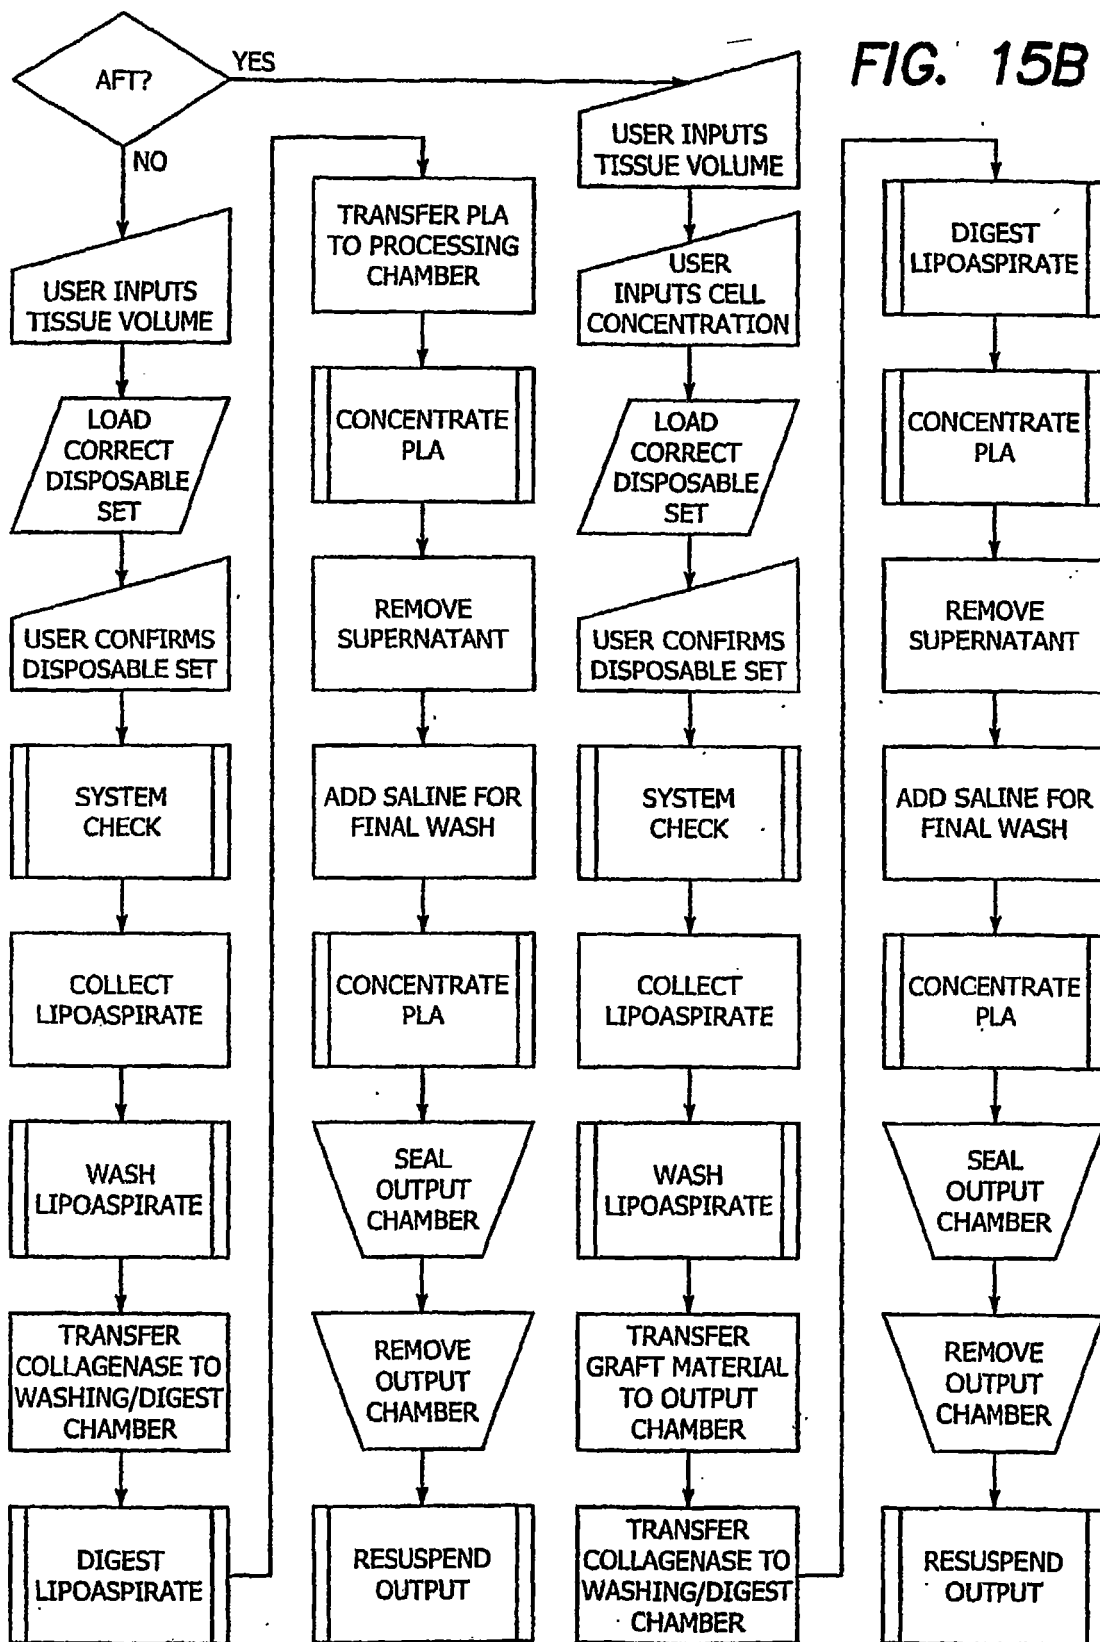 FIG. 15B
AFT?
YES
NO
USER INPUTS
TISSUE VOLUME
LOAD
CORRECT
DISPOSABLE
SET
USER CONFIRMS
DISPOSABLE SET
SYSTEM
CHECK
COLLECT
LIPOASPIRATE
WASH
LIPOASPIRATE
TRANSFER
COLLAGENASE TO
WASHING/DIGEST
CHAMBER
DIGEST
LIPOASPIRATE
TRANSFER PLA
TO PROCESSING
CHAMBER
CONCENTRATE
PLA
REMOVE
SUPERNATANT
ADD SALINE FOR
FINAL WASH
CONCENTRATE
PLA
SEAL
OUTPUT
CHAMBER
REMOVE
OUTPUT
CHAMBER
RESUSPEND
OUTPUT
USER INPUTS
TISSUE VOLUME
USER
INPUTS CELL
CONCENTRATION
LOAD
CORRECT
DISPOSABLE
SET
USER CONFIRMS
DISPOSABLE SET
SYSTEM
CHECK
COLLECT
LIPOASPIRATE
WASH
LIPOASPIRATE
TRANSFER
GRAFT MATERIAL
TO OUTPUT
CHAMBER
TRANSFER
COLLAGENASE TO
WASHING/DIGEST
CHAMBER
DIGEST
LIPOASPIRATE
CONCENTRATE
PLA
REMOVE
SUPERNATANT
ADD SALINE FOR
FINAL WASH
CONCENTRATE
PLA
SEAL
OUTPUT
CHAMBER
REMOVE
OUTPUT
CHAMBER
RESUSPEND
OUTPUT